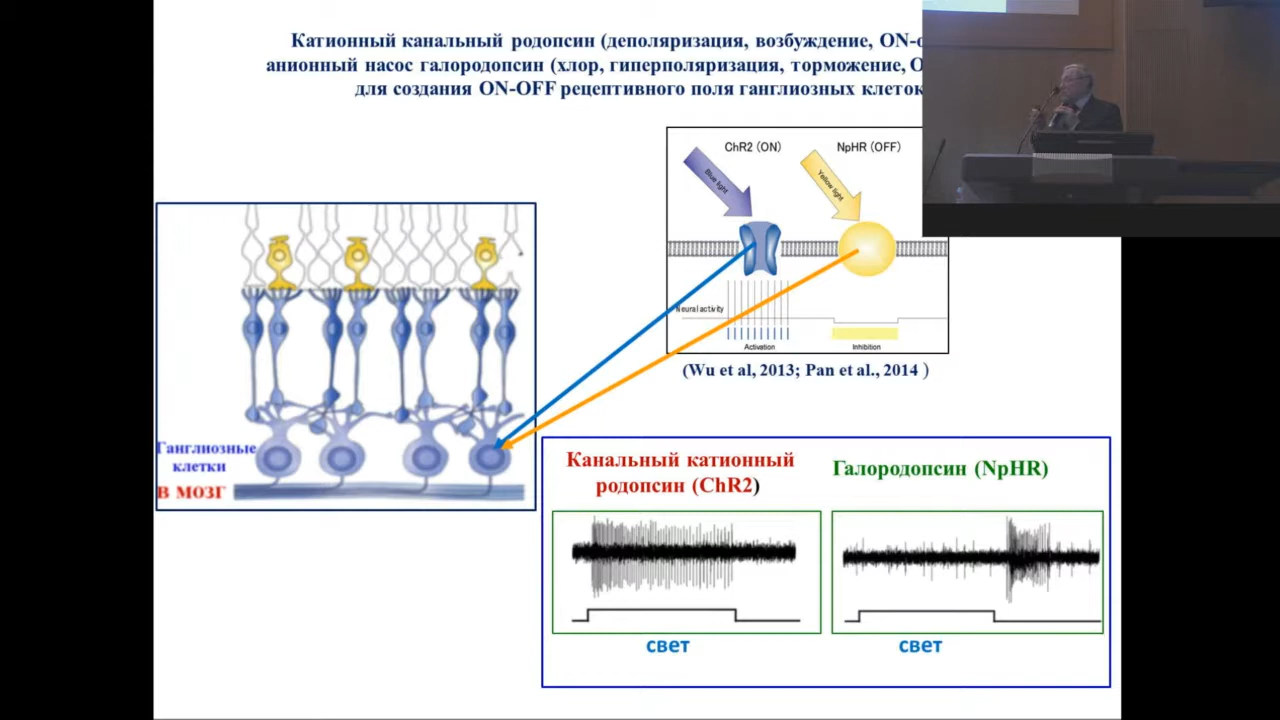 Катионный канальный родопсин (деполяризация, возбуждение,
анионный насос галородопсин (хлор, гиперполяризация, торможение,
для создания ON-OFF рецептивного поля ганглиозных клеток
ChR2 (ON)
NpHR (OFF)
Blue light
Yellow light
Neural activity
Activation
Inhibition
(Wu et al, 2013; Pan et al., 2014 )
Ганглиозные
клетки
В МОЗГ
Канальный катионный
родопсин (ChR2)
Галородопсин (NpHR)
свет
свет